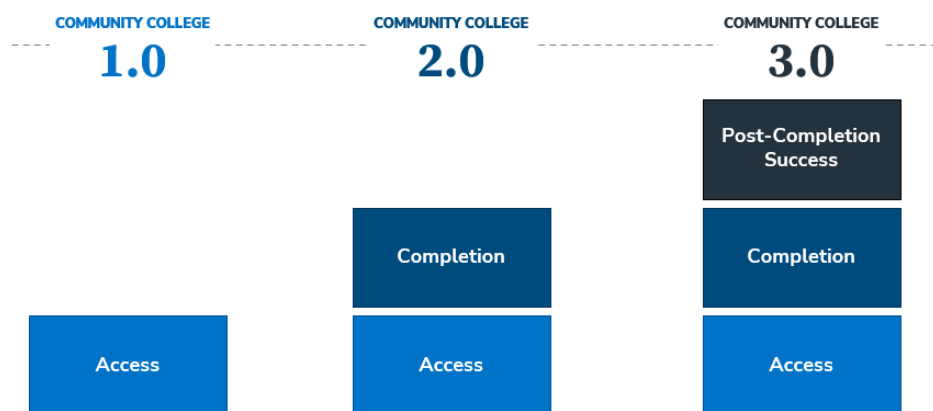 COMMUNITY COLLEGE
1.0
COMMUNITY COLLEGE
2.0
COMMUNITY COLLEGE
3.0
Post-Completion
Success
Completion
Completion
Access
Access
Access